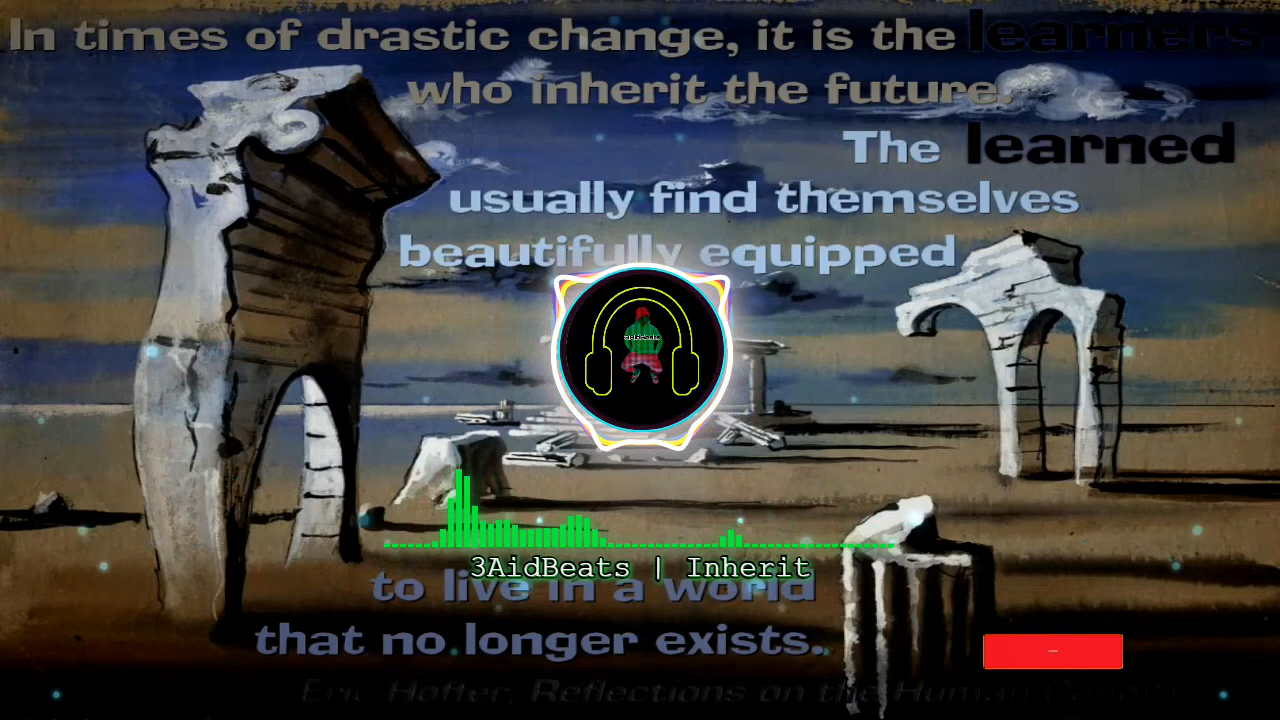 In times of drastic change, it is the learners
who inherit the future.
The learned
usually find themselves
beautifully equipped
3AidBeats | Inherit
to live in a world
that no longer exists.
Eric Hoffer, Reflections on the Human